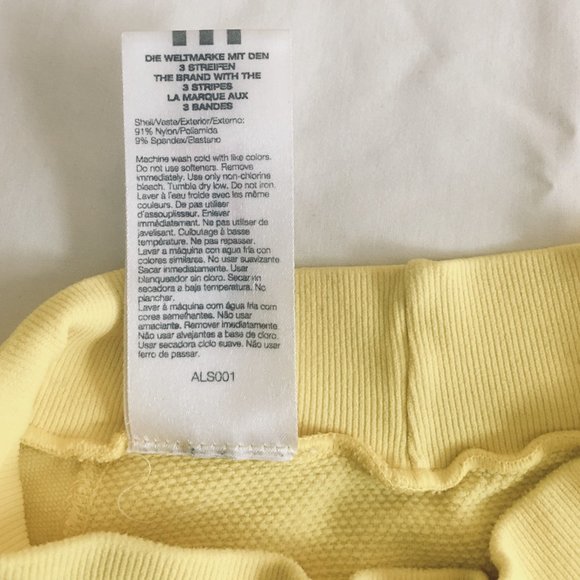 DIE WELTMARKE MIT DEN
3 STREIFEN
THE BRAND WITH THE
3 STRIPES
LA MARQUE AUX
3 BANDES
Shell/Veste/Exterior/Externo:
91% Nylon/Poliamida
9% Spandex/Elastano
Machine wash cold with like colors.
Do not use softeners. Remove
immediately. Use only non-chlorine
bleach. Tumble dry low. Do not iron.
Laver à l'eau froide avec les même
couleurs. De pas utiliser
d'assouplisseur. Enlever
immédiatement. Ne pas utiliser de
javelisant. Culbutage à basse
température. Ne pas repasser.
Lavar a máquina con agua fría con
colores similares. No usar suavizante.
Sacar inmediatamente. Usar
blanqueador sin cloro. Secar in
secadora a baja temperatura. No
planchar.
Lavar à máquina com água fria com
cores semelhantes. Não usar
amaciante. Remover imediatamente.
Não usar alvejantes a base de cloro.
Usar secadora ciclo suave. Não usar
ferro de passar.
ALS001